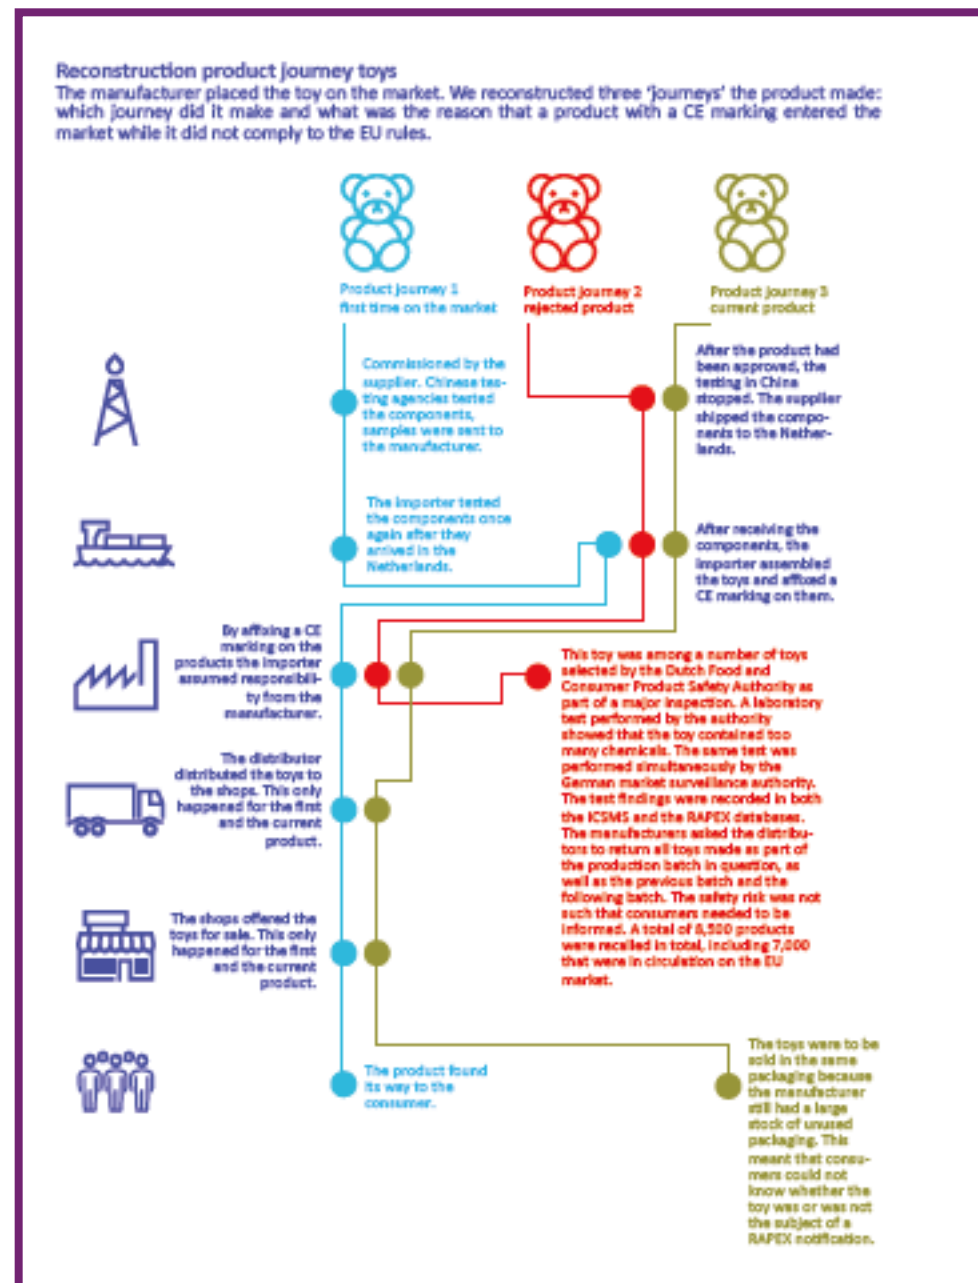 Reconstruction product journey toys
The manufacturer placed the toy on the market. We reconstructed three ‘journeys’ the product made:
which journey did it make and what was the reason that a product with a CE marking entered the
market while it did not comply to the EU rules.
Product journey 1
first time on the market
Product journey 2
rejected product
Product journey 3
current product
Commissioned by the
supplier. Chinese tes-
ting agencies tested
the components,
samples were sent to
the manufacturer.
After the product had
been approved, the
testing in China
stopped. The supplier
shipped the compo-
nents to the Nether-
lands.
The importer tested
the components once
again after they
arrived in the
Netherlands.
After receiving the
components, the
importer assembled
the toys and affixed a
CE marking on them.
By affixing a CE
marking on the
products the importer
assumed responsibili-
ty from the
manufacturer.
This toy was among a number of toys
selected by the Dutch Food and
Consumer Product Safety Authority as
part of a major inspection. A laboratory
test performed by the authority
showed that the toy contained too
many chemicals. The same test was
performed simultaneously by the
German market surveillance authority.
The test findings were recorded in both
the ICSMS and the RAPEX databases.
The manufacturers asked the distribu-
tors to return all toys made as part of
the production batch in question, as
well as the previous batch and the
following batch. The safety risk was not
such that consumers needed to be
informed. A total of 8,500 products
were recalled in total, including 7,000
that were in circulation on the EU
market.
The distributor
distributed the toys to
the shops. This only
happened for the first
and the current
product.
The shops offered the
toys for sale. This only
happened for the first
and the current
product.
The product found
its way to the
consumer.
The toys were to be
sold in the same
packaging because
the manufacturer
still had a large
stock of unused
packaging. This
meant that consu-
mers could not
know whether the
toy was or was not
the subject of a
RAPEX notification.